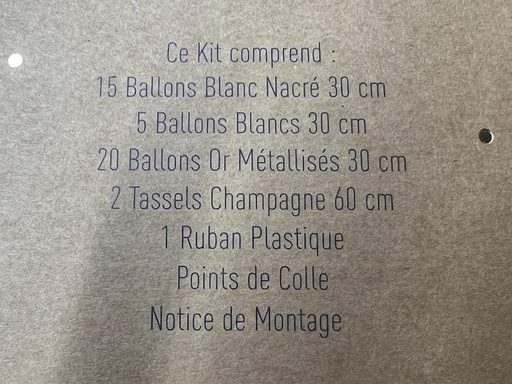 Ce Kit comprend :
15 Ballons Blanc Nacré 30 cm
5 Ballons Blancs 30 cm
20 Ballons Or Métallisés 30 cm
2 Tassels Champagne 60 cm
1 Ruban Plastique
Points de Colle
Notice de Montage